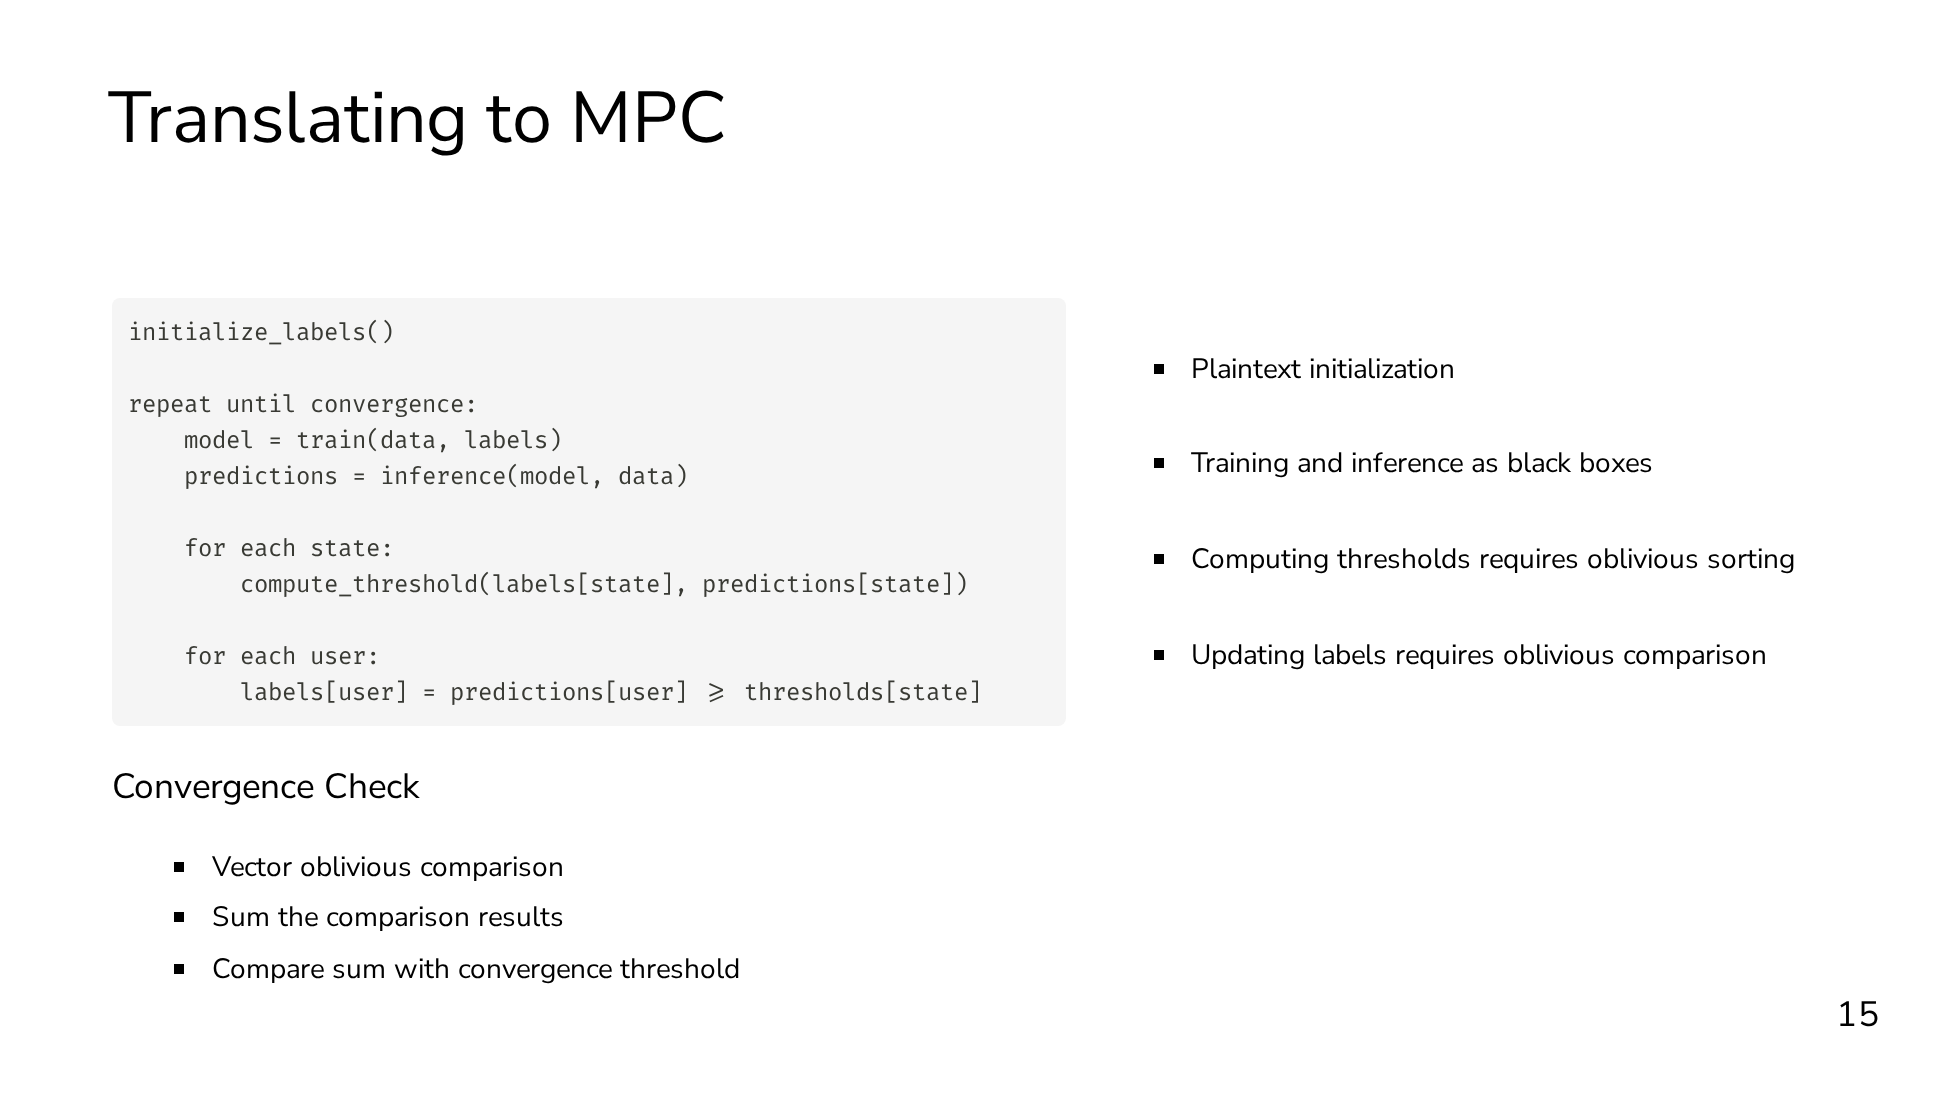 Translating to MPC
initialize_labels()
repeat until convergence:
    model = train(data, labels)
    predictions = inference(model, data)
    for each state:
        compute_threshold(labels[state], predictions[state])
    for each user:
        labels[user] = predictions[user] ⩾ thresholds[state]
Plaintext initialization
Training and inference as black boxes
Computing thresholds requires oblivious sorting
Updating labels requires oblivious comparison
Convergence Check
Vector oblivious comparison
Sum the comparison results
Compare sum with convergence threshold
15